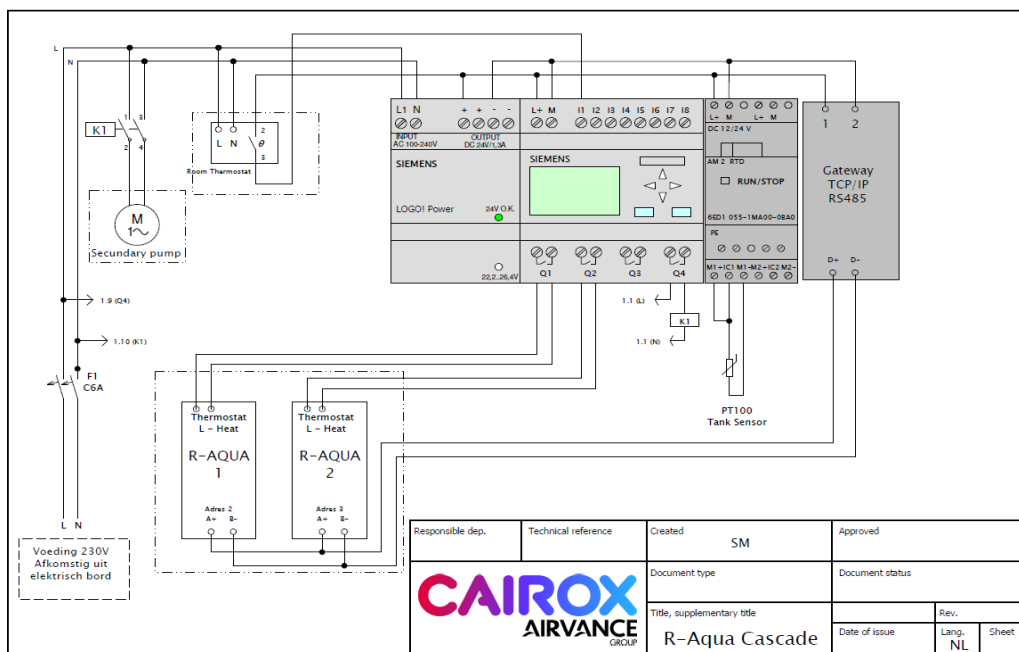 L
N
K1
1 3
2 4
M
1~
Secundary pump
L N
2
θ
3
Room Thermostat
L1 N
+ + - -
INPUT
AC 100-240V
OUTPUT
DC 24V/1,3A
SIEMENS
LOGO! Power
24V O.K.
22,2..26,4V
L+ M
I1 I2 I3 I4 I5 I6 I7 I8
SIEMENS
Q1 Q2 Q3 Q4
L+ M L+ M
DC 12/24 V
AM 2 RTD
RUN/STOP
6ED1 055-1MA00-0BA0
PE
M1+ IC1 M1- M2+ IC2 M2-
1 2
Gateway
TCP/IP
RS485
D+ D-
1.9 (Q4)
1.10 (K1)
1.1 (L)
K1
1.1 (N)
F1
C6A
PT100
Tank Sensor
Thermostat
L - Heat
R-AQUA
1
Adres 2
A+ B-
Thermostat
L - Heat
R-AQUA
2
Adres 3
A+ B-
L N
Voeding 230V
Afkomstig uit
elektrisch bord
Responsible dep.
Technical reference
Created
SM
Approved
CAIROX
AIRVANCE
GROUP
Document type
Document status
Title, supplementary title
R-Aqua Cascade
Rev.
Date of issue
Lang.
NL
Sheet